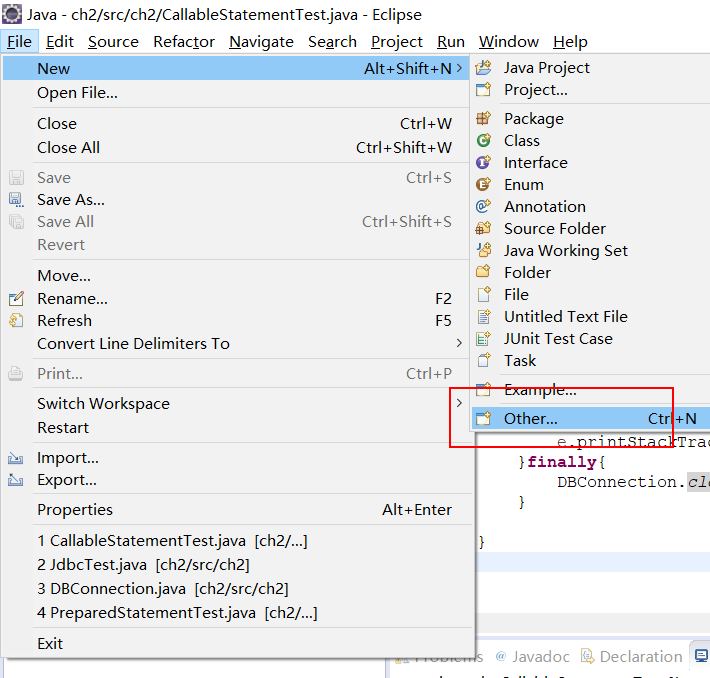 Java - ch2/src/ch2/CallableStatementTest.java - Eclipse
File Edit Source Refactor Navigate Search Project Run Window Help
New Alt+Shift+N
Open File...
Close Ctrl+W
Close All Ctrl+Shift+W
Save Ctrl+S
Save As...
Save All Ctrl+Shift+S
Revert
Move...
Rename... F2
Refresh F5
Convert Line Delimiters To
Print... Ctrl+P
Switch Workspace
Restart
Import...
Export...
Properties Alt+Enter
1 CallableStatementTest.java [ch2/...]
2 JdbcTest.java [ch2/src/ch2]
3 DBConnection.java [ch2/src/ch2]
4 PreparedStatementTest.java [ch2/...]
Exit
Java Project
Project...
Package
Class
Interface
Enum
Annotation
Source Folder
Java Working Set
Folder
File
Untitled Text File
JUnit Test Case
Task
Example...
Other... Ctrl+N
e.printStackTrac
}finally{
DBConnection.clo
}
}
Problems @ Javadoc Declaration